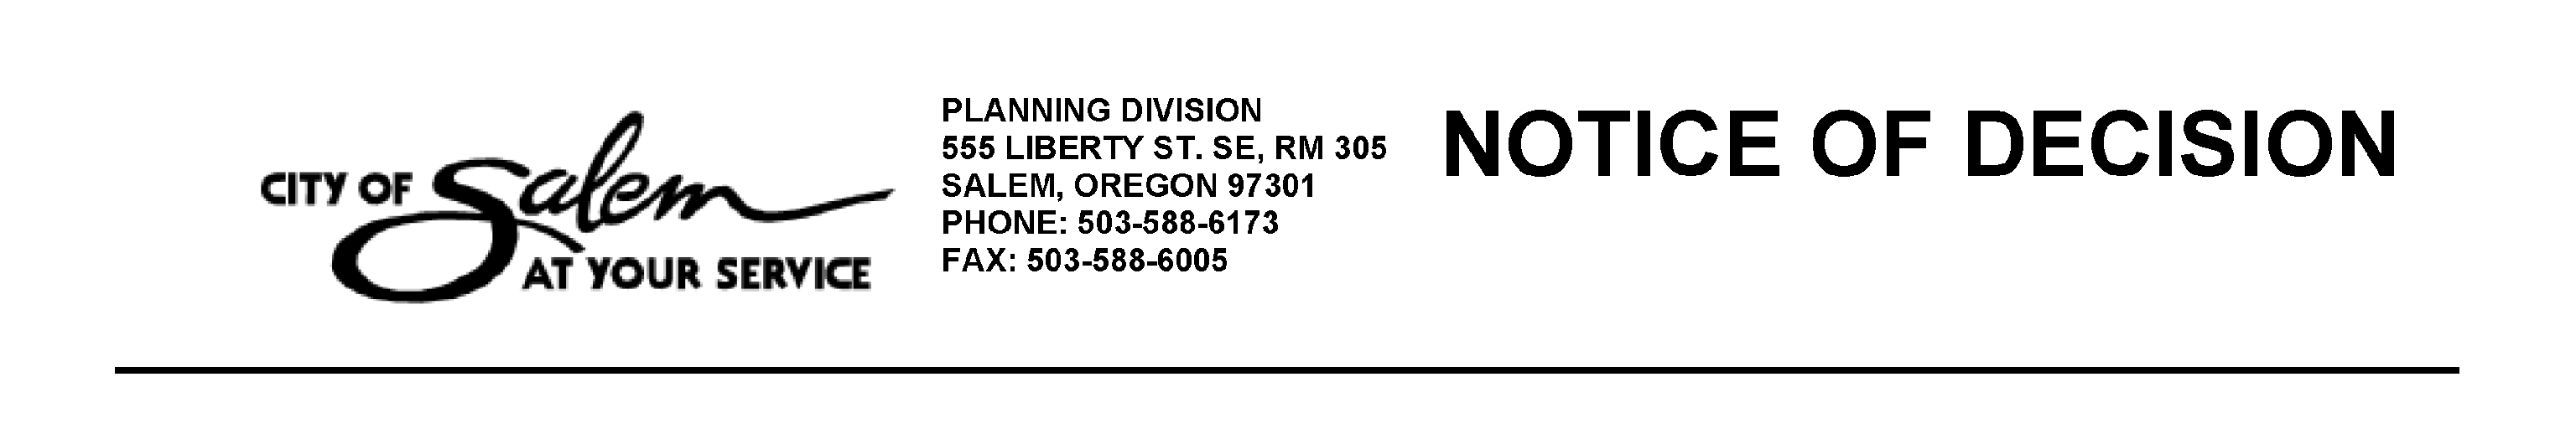 CITY OF Salem
AT YOUR SERVICE
PLANNING DIVISION
555 LIBERTY ST. SE, RM 305
SALEM, OREGON 97301
PHONE: 503-588-6173
FAX: 503-588-6005
NOTICE OF DECISION